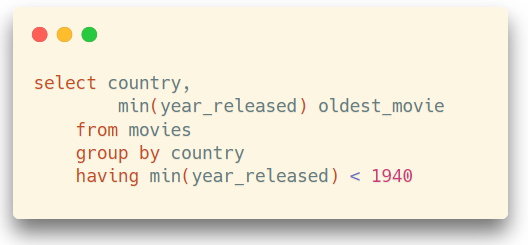 select country,
        min(year_released) oldest_movie
    from movies
    group by country
    having min(year_released) < 1940